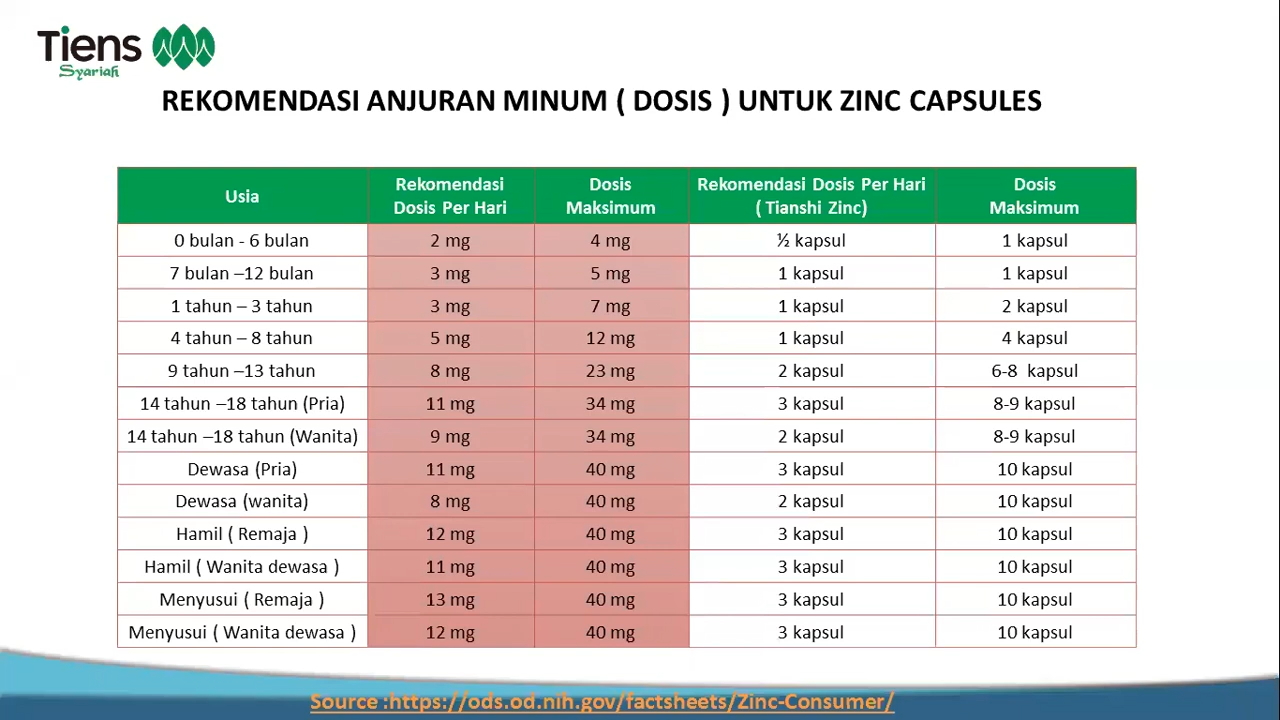 Tiens
Syariah
REKOMENDASI ANJURAN MINUM ( DOSIS ) UNTUK ZINC CAPSULES
Usia | Rekomendasi Dosis Per Hari | Dosis Maksimum | Rekomendasi Dosis Per Hari ( Tianshi Zinc) | Dosis Maksimum
0 bulan - 6 bulan | 2 mg | 4 mg | ½ kapsul | 1 kapsul
7 bulan –12 bulan | 3 mg | 5 mg | 1 kapsul | 1 kapsul
1 tahun – 3 tahun | 3 mg | 7 mg | 1 kapsul | 2 kapsul
4 tahun – 8 tahun | 5 mg | 12 mg | 1 kapsul | 4 kapsul
9 tahun –13 tahun | 8 mg | 23 mg | 2 kapsul | 6-8 kapsul
14 tahun –18 tahun (Pria) | 11 mg | 34 mg | 3 kapsul | 8-9 kapsul
14 tahun –18 tahun (Wanita) | 9 mg | 34 mg | 2 kapsul | 8-9 kapsul
Dewasa (Pria) | 11 mg | 40 mg | 3 kapsul | 10 kapsul
Dewasa (wanita) | 8 mg | 40 mg | 2 kapsul | 10 kapsul
Hamil ( Remaja ) | 12 mg | 40 mg | 3 kapsul | 10 kapsul
Hamil ( Wanita dewasa ) | 11 mg | 40 mg | 3 kapsul | 10 kapsul
Menyusui ( Remaja ) | 13 mg | 40 mg | 3 kapsul | 10 kapsul
Menyusui ( Wanita dewasa ) | 12 mg | 40 mg | 3 kapsul | 10 kapsul
Source :https://ods.od.nih.gov/factsheets/Zinc-Consumer/